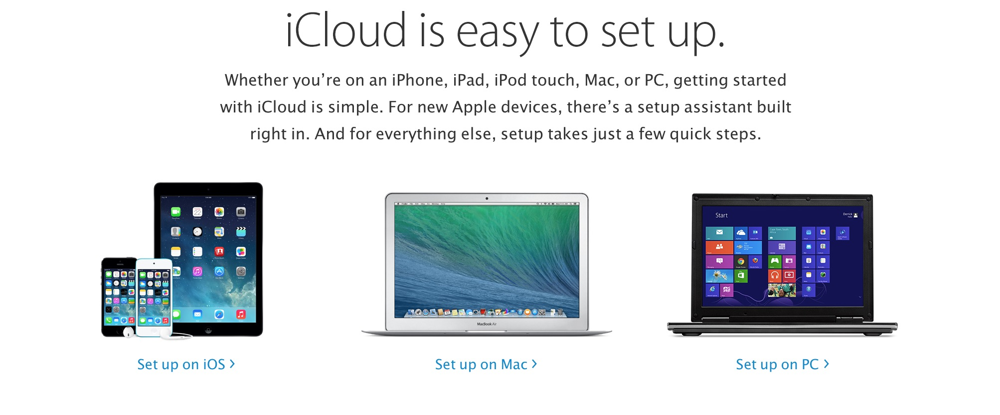 iCloud is easy to set up.
Whether you’re on an iPhone, iPad, iPod touch, Mac, or PC, getting started
with iCloud is simple. For new Apple devices, there’s a setup assistant built
right in. And for everything else, setup takes just a few quick steps.
Start
Derrick
MacBook Air
Set up on iOS >
Set up on Mac >
Set up on PC >